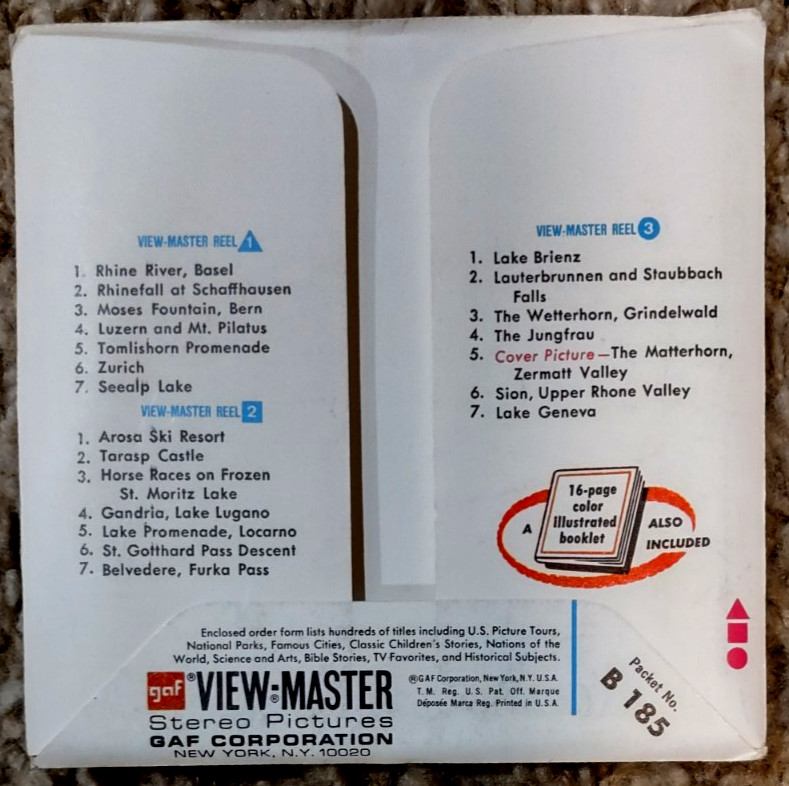 VIEW-MASTER REEL 1
1. Rhine River, Basel
2. Rhinefall at Schaffhausen
3. Moses Fountain, Bern
4. Luzern and Mt. Pilatus
5. Tomlishorn Promenade
6. Zurich
7. Seealp Lake
VIEW-MASTER REEL 2
1. Arosa Ski Resort
2. Tarasp Castle
3. Horse Races on Frozen
St. Moritz Lake
4. Gandria, Lake Lugano
5. Lake Promenade, Locarno
6. St. Gotthard Pass Descent
7. Belvedere, Furka Pass
VIEW-MASTER REEL 3
1. Lake Brienz
2. Lauterbrunnen and Staubbach
Falls
3. The Wetterhorn, Grindelwald
4. The Jungfrau
5. Cover Picture—The Matterhorn,
Zermatt Valley
6. Sion, Upper Rhone Valley
7. Lake Geneva
A
16-page
color
illustrated
booklet
ALSO
INCLUDED
Enclosed order form lists hundreds of titles including U.S. Picture Tours,
National Parks, Famous Cities, Classic Children's Stories, Nations of the
World, Science and Arts, Bible Stories, TV Favorites, and Historical Subjects.
gaf ® VIEW-MASTER ®
Stereo Pictures
GAF CORPORATION
NEW YORK, N.Y. 10020
®GAF Corporation, New York, N.Y. U.S.A.
T. M. Reg. U. S. Pat. Off. Marque
Déposée Marca Reg. Printed in U. S. A.
Packet No.
B 185